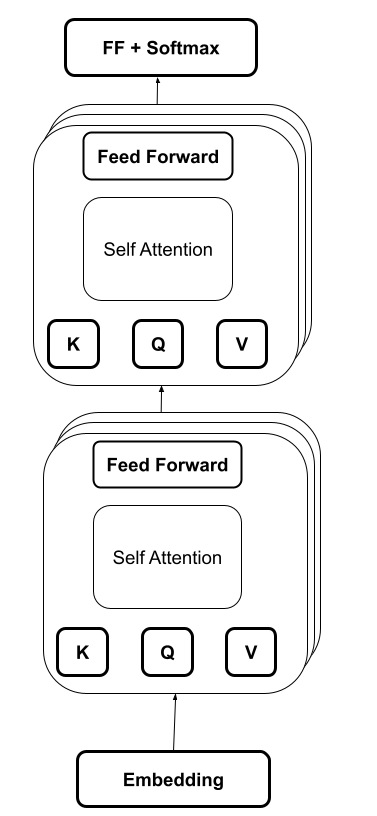 FF + Softmax
Feed Forward
Self Attention
K Q V
Feed Forward
Self Attention
K Q V
Embedding